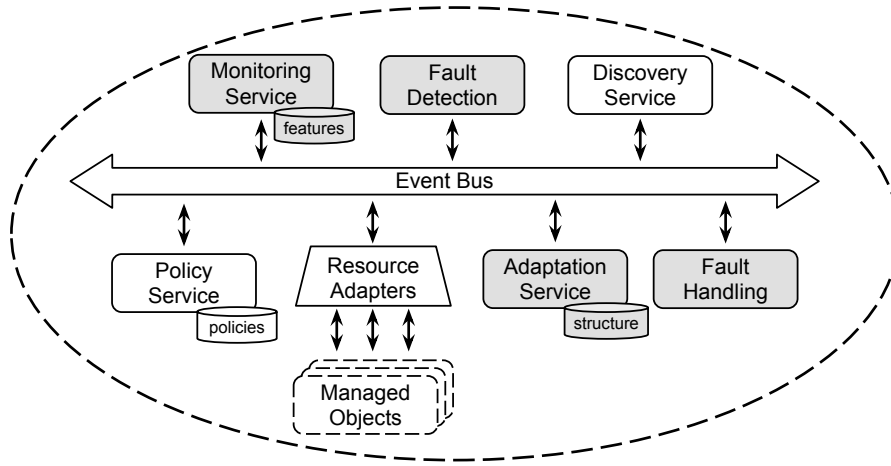 Monitoring
Service
features
Fault
Detection
Discovery
Service
Event Bus
Policy
Service
policies
Resource
Adapters
Adaptation
Service
structure
Fault
Handling
Managed
Objects